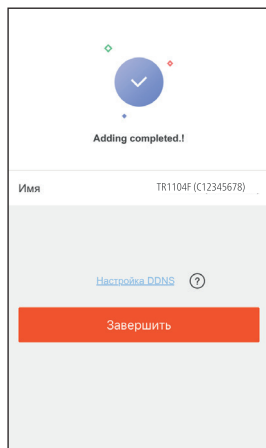 Adding completed.!
Имя TR1104F (C12345678)
Настройка DDNS ?
Завершить